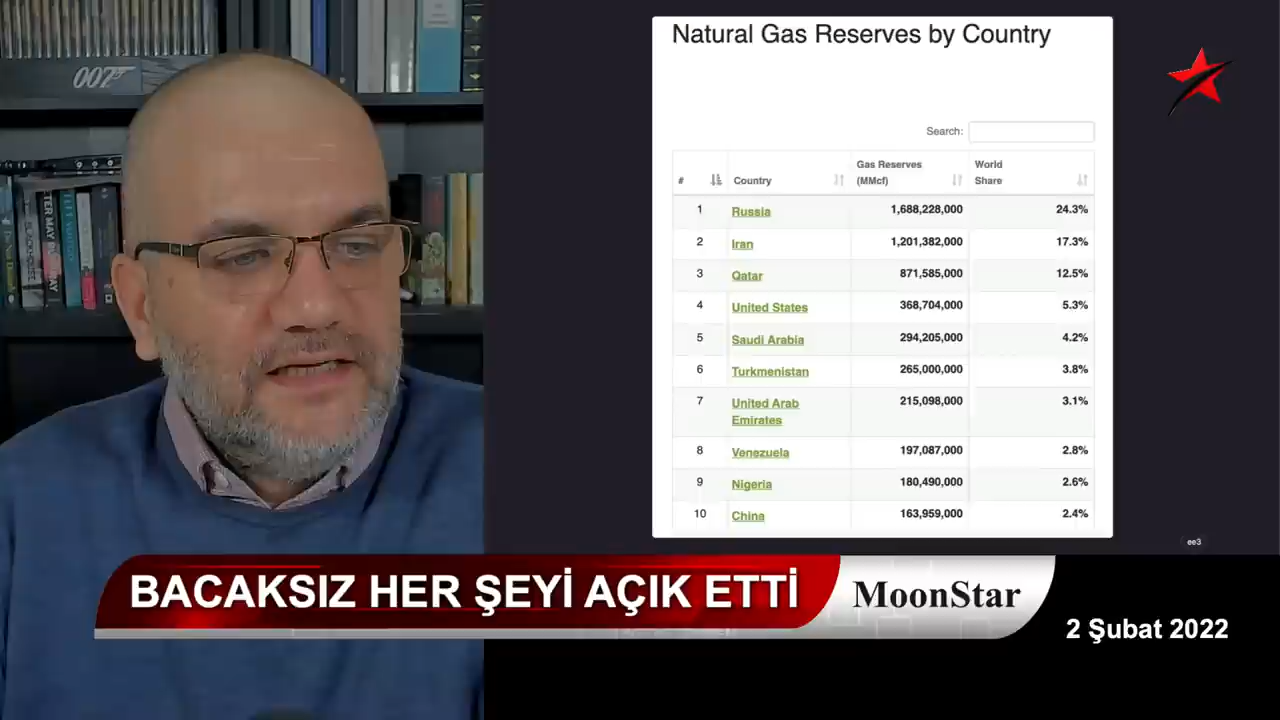 007
Natural Gas Reserves by Country
Search:
# Country Gas Reserves (MMcf) World Share
1 Russia 1,688,228,000 24.3%
2 Iran 1,201,382,000 17.3%
3 Qatar 871,585,000 12.5%
4 United States 368,704,000 5.3%
5 Saudi Arabia 294,205,000 4.2%
6 Turkmenistan 265,000,000 3.8%
7 United Arab Emirates 215,098,000 3.1%
8 Venezuela 197,087,000 2.8%
9 Nigeria 180,490,000 2.6%
10 China 163,959,000 2.4%
ee3
BACAKSIZ HER ŞEYİ AÇIK ETTİ
MoonStar
2 Şubat 2022